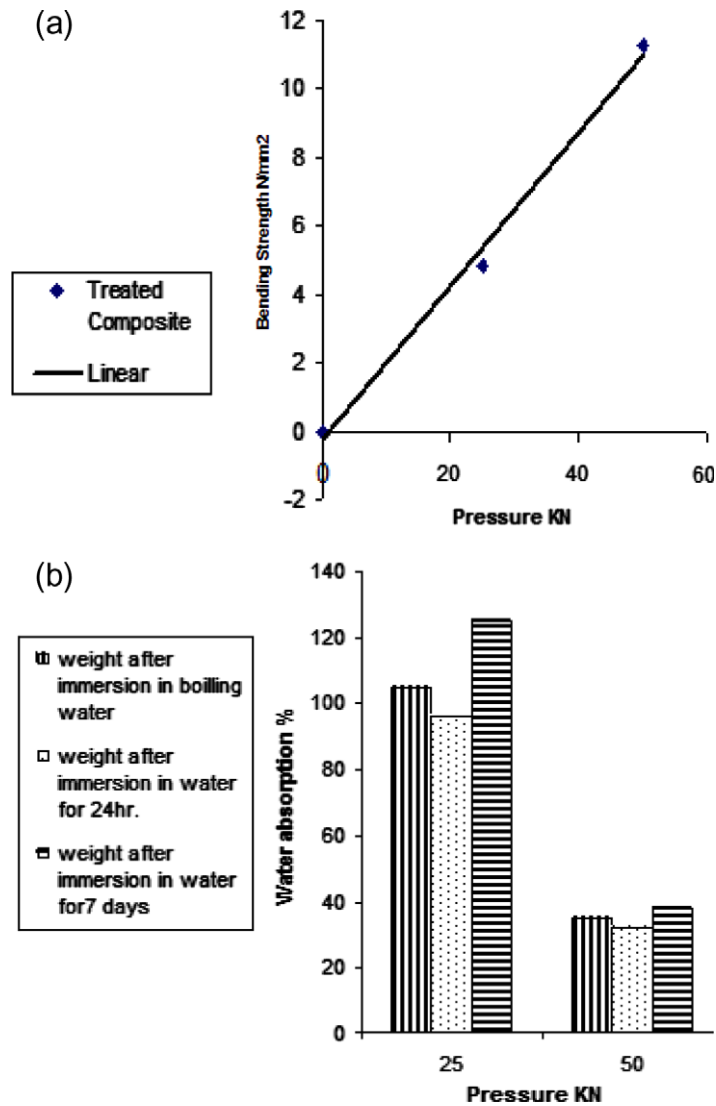 (a)
12
10
8
6
4
2
0
-2
Bending Strength N/mm2
0
20
40
60
Pressure KN
Treated
Composite
Linear
(b)
140
120
100
80
60
40
20
0
Water absorption %
25
50
Pressure KN
weight after
immersion in boilling
water
weight after
immersion in water
for 24hr.
weight after
immersion in water
for7 days